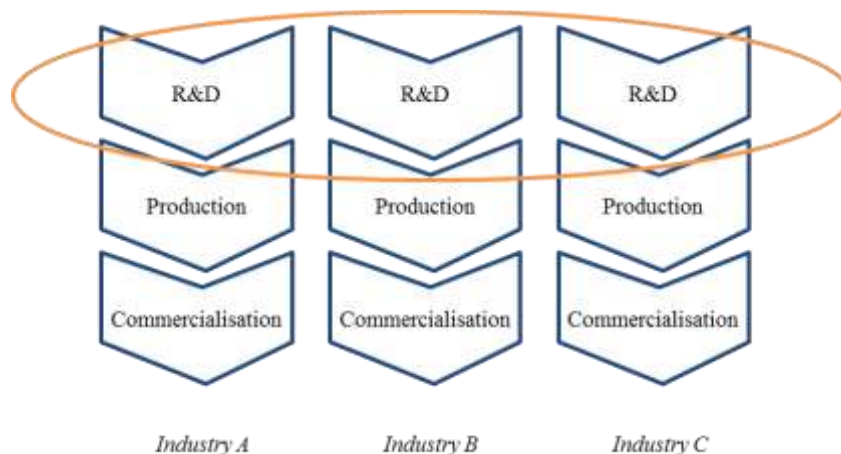 R&D R&D R&D
Production Production Production
Commercialisation Commercialisation Commercialisation
Industry A Industry B Industry C